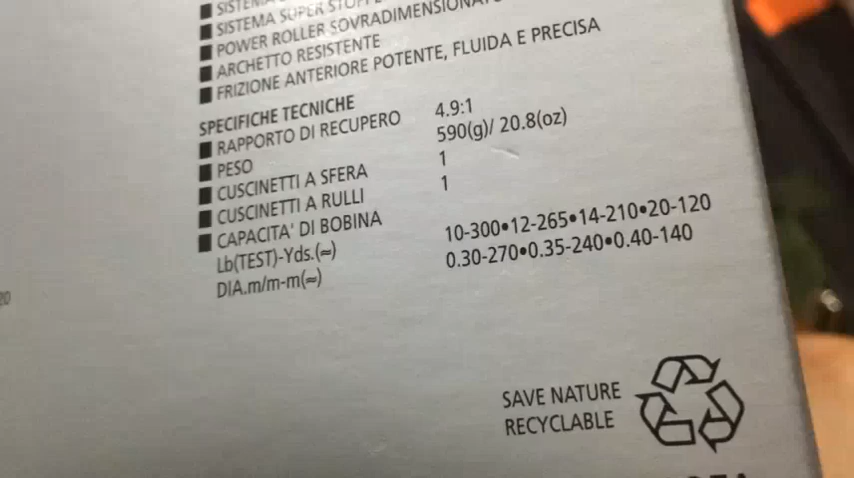 SISTEMA
SISTEMA SUPER
POWER ROLLER SOVRADIMENSIONATO
ARCHETTO RESISTENTE
FRIZIONE ANTERIORE POTENTE, FLUIDA E PRECISA
SPECIFICHE TECNICHE
RAPPORTO DI RECUPERO 4.9:1
PESO 590(g)/ 20.8(oz)
CUSCINETTI A SFERA 1
CUSCINETTI A RULLI 1
CAPACITA' DI BOBINA
Lb(TEST)-Yds.(≈) 10-300•12-265•14-210•20-120
DIA.m/m-m(≈) 0.30-270•0.35-240•0.40-140
SAVE NATURE
RECYCLABLE